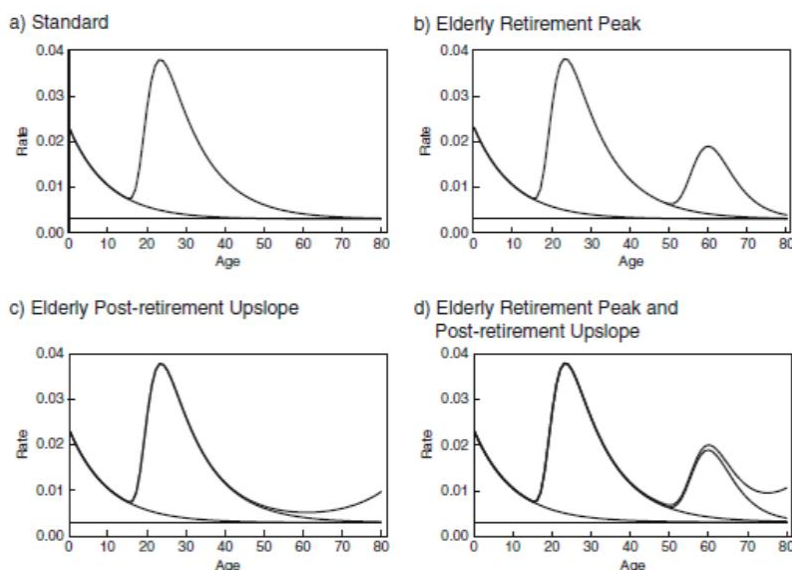 a) Standard
0.04
0.03
0.02
0.01
0.00
Rate
0 10 20 30 40 50 60 70 80
Age
b) Elderly Retirement Peak
0.04
0.03
0.02
0.01
0.00
Rate
0 10 20 30 40 50 60 70 80
Age
c) Elderly Post-retirement Upslope
0.04
0.03
0.02
0.01
0.00
Rate
0 10 20 30 40 50 60 70 80
Age
d) Elderly Retirement Peak and
Post-retirement Upslope
0.04
0.03
0.02
0.01
0.00
Rate
0 10 20 30 40 50 60 70 80
Age